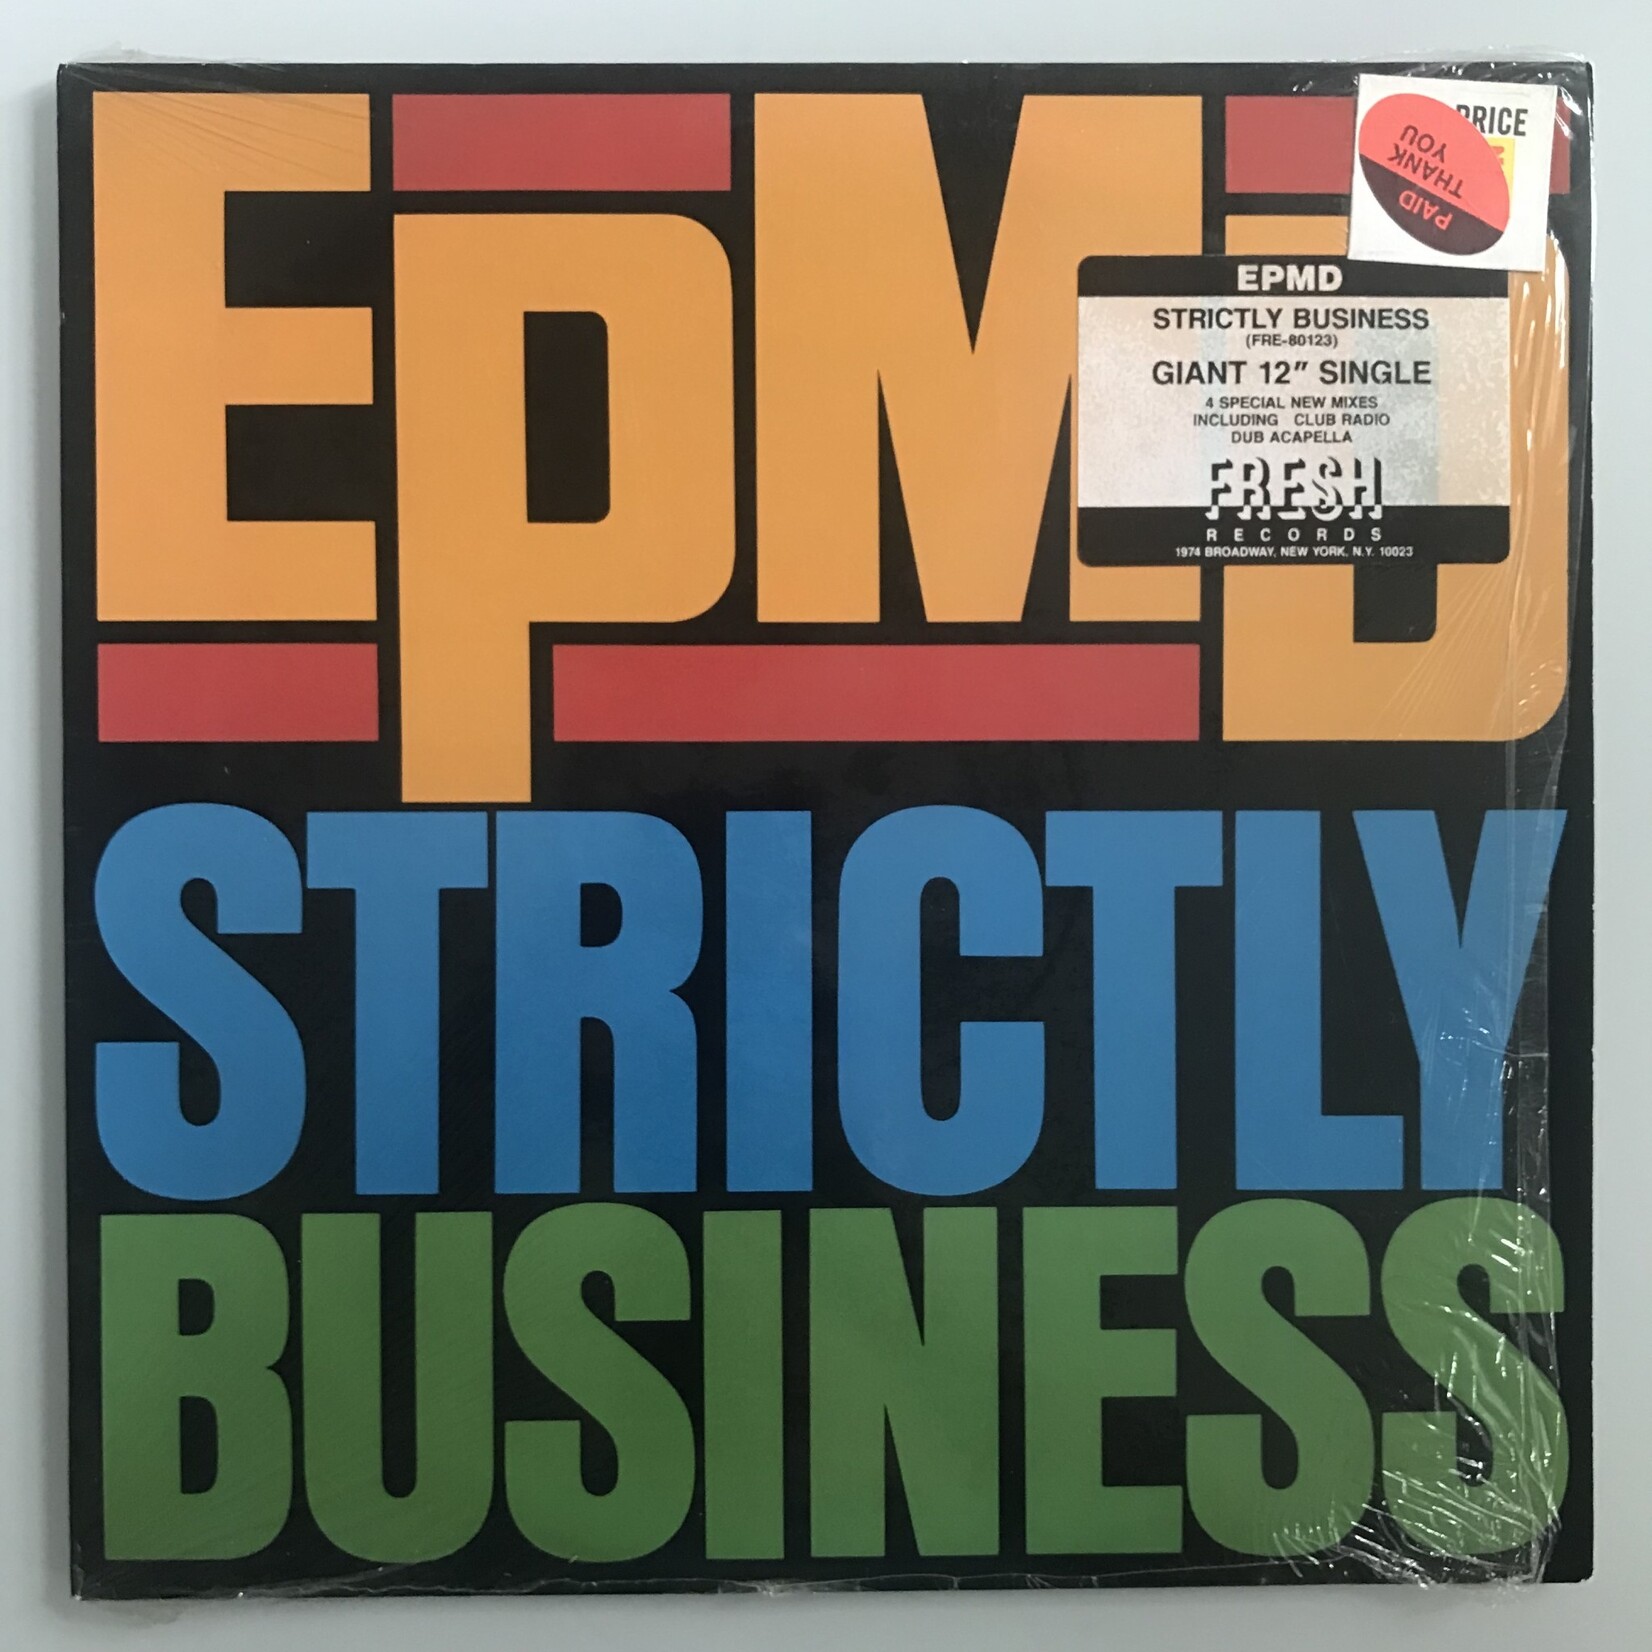 EPMD
STRICTLY
BUSINESS
PRICE
PAID
THANK
YOU
EPMD
STRICTLY BUSINESS
(FRE-80123)
GIANT 12" SINGLE
4 SPECIAL NEW MIXES
INCLUDING CLUB RADIO
DUB ACAPELLA
FRESH
RECORDS
1974 BROADWAY, NEW YORK, N.Y. 10023